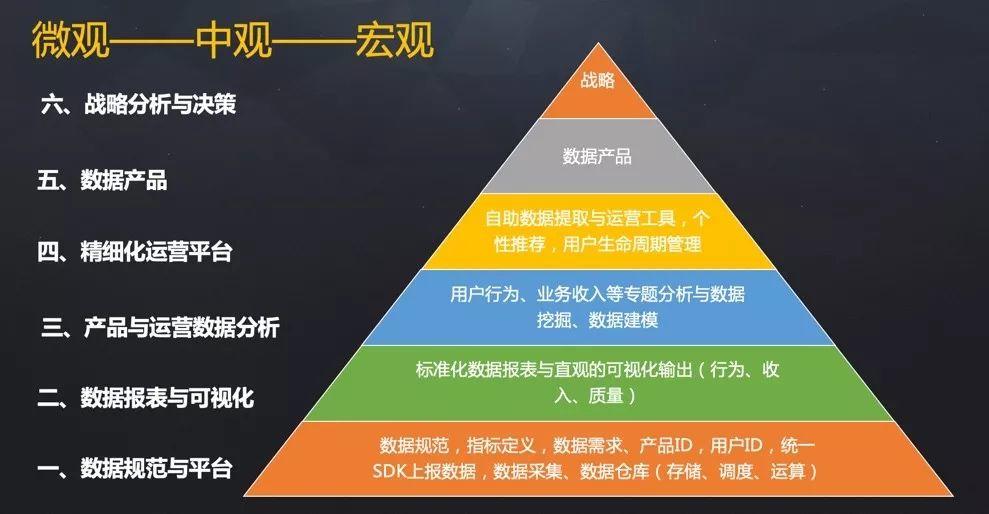 微观——中观——宏观
六、战略分析与决策
战略
五、数据产品
数据产品
四、精细化运营平台
自助数据提取与运营工具，个
性推荐，用户生命周期管理
三、产品与运营数据分析
用户行为、业务收入等专题分析与数据
挖掘、数据建模
二、数据报表与可视化
标准化数据报表与直观的可视化输出（行为、收
入、质量）
一、数据规范与平台
数据规范，指标定义，数据需求、产品ID，用户ID，统一
SDK上报数据，数据采集、数据仓库（存储、调度、运算）